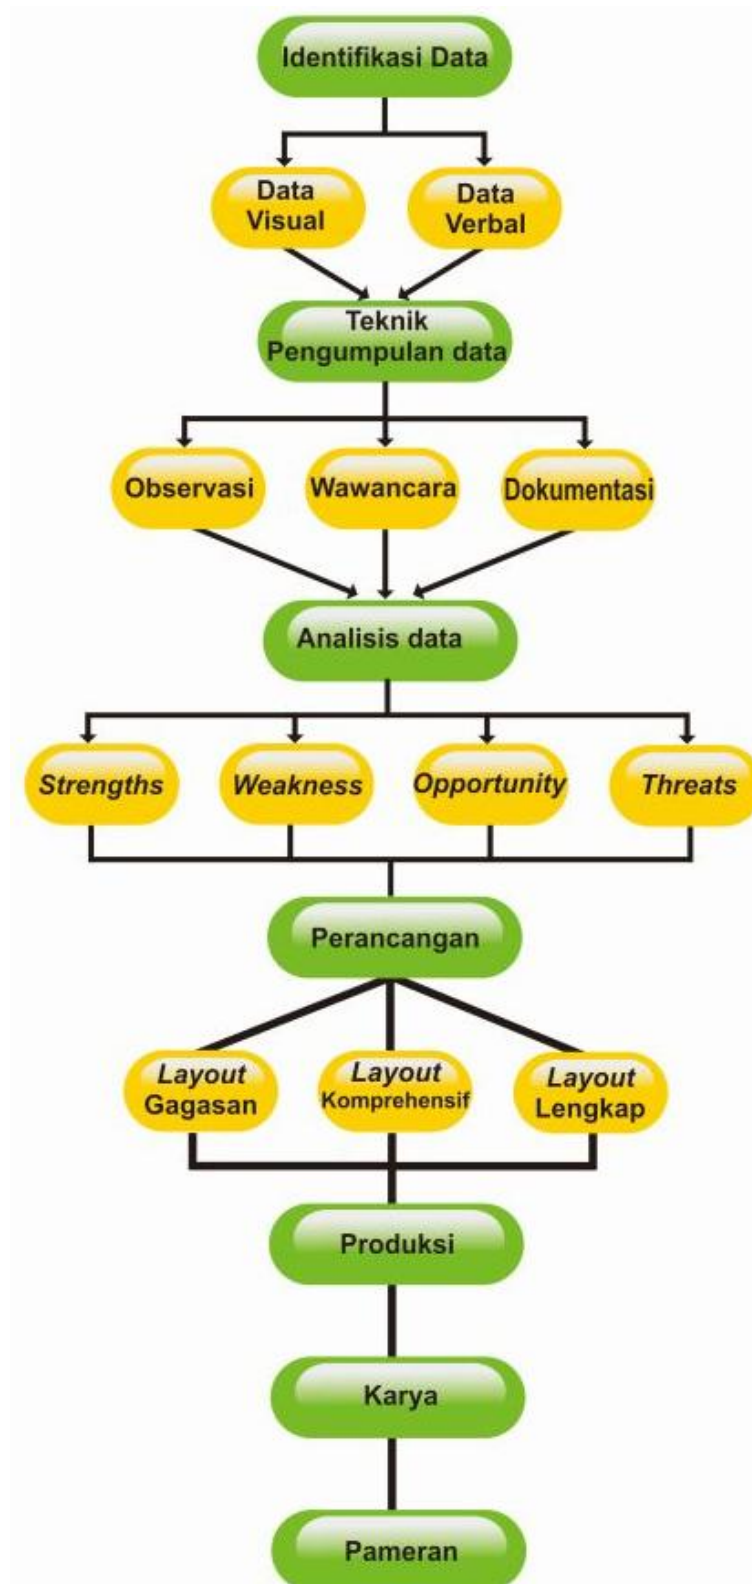 Identifikasi Data
Data
Visual
Data
Verbal
Teknik
Pengumpulan data
Observasi
Wawancara
Dokumentasi
Analisis data
Strengths
Weakness
Opportunity
Threats
Perancangan
Layout
Gagasan
Layout
Komprehensif
Layout
Lengkap
Produksi
Karya
Pameran